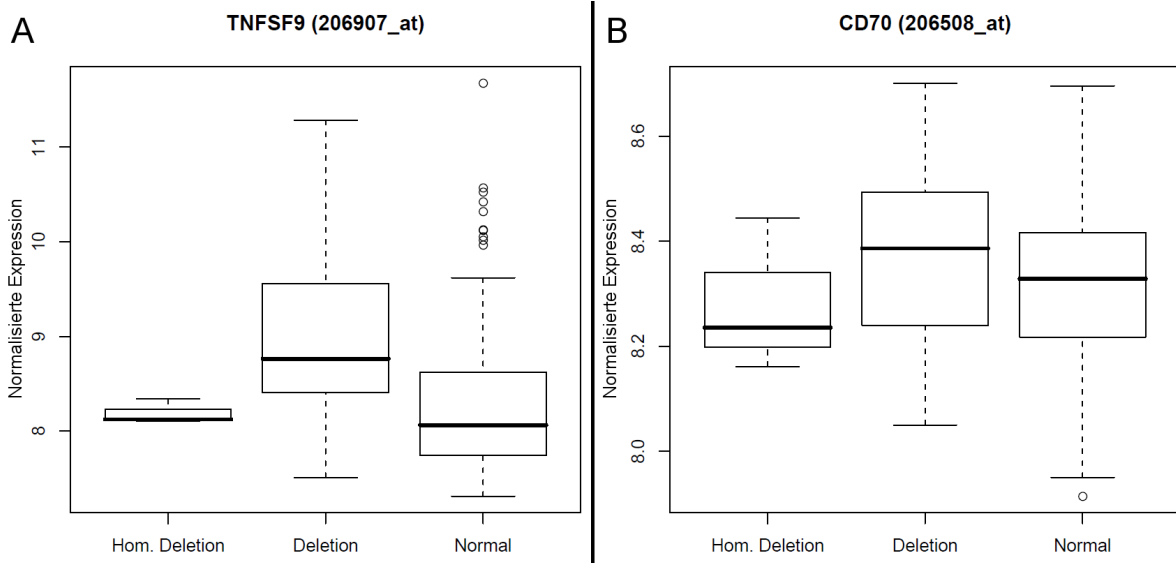 A
TNFSF9 (206907_at)
Normalisierte Expression
11
10
9
8
Hom. Deletion
Deletion
Normal
B
CD70 (206508_at)
Normalisierte Expression
8.6
8.4
8.2
8.0
Hom. Deletion
Deletion
Normal